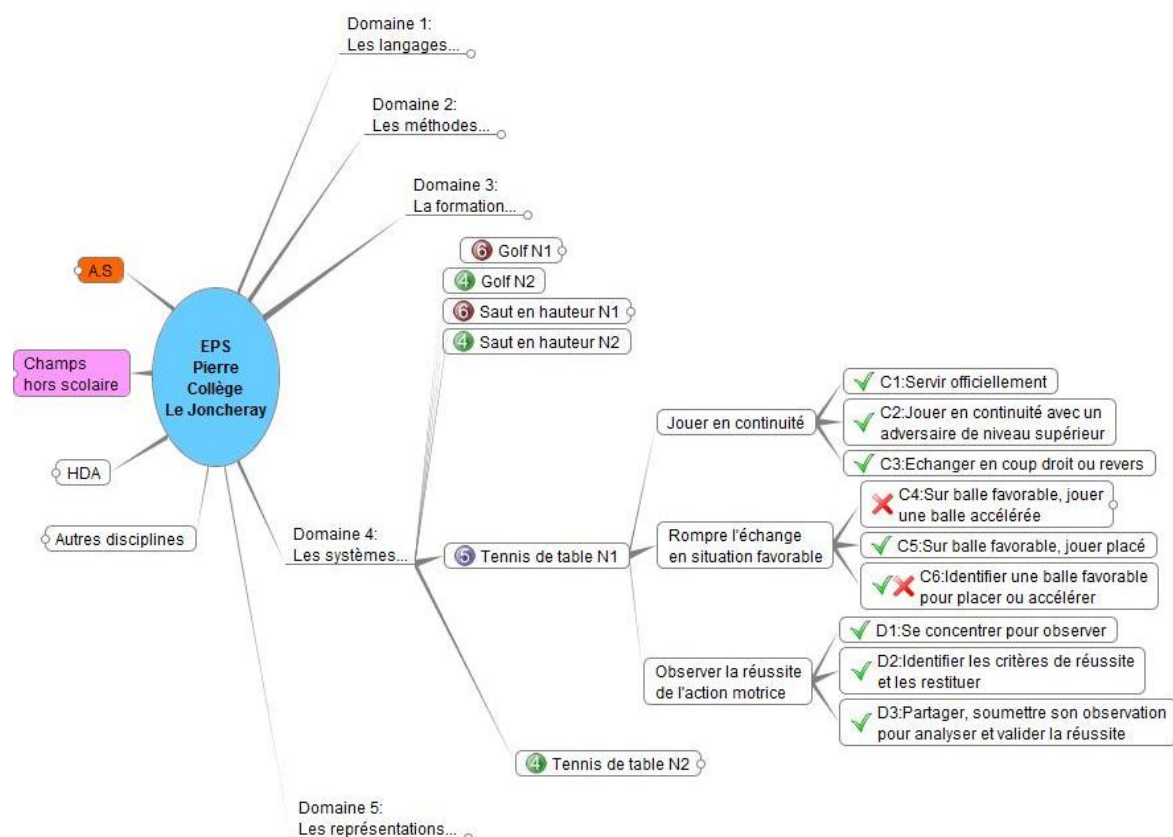 Domaine 1:
Les langages...
Domaine 2:
Les méthodes...
Domaine 3:
La formation...
A.S
Champs
hors scolaire
HDA
Autres disciplines
EPS
Pierre
Collège
Le Joncheray
Domaine 4:
Les systèmes...
6 Golf N1
4 Golf N2
6 Saut en hauteur N1
4 Saut en hauteur N2
5 Tennis de table N1
Jouer en continuité
C1:Servir officiellement
C2:Jouer en continuité avec un
adversaire de niveau supérieur
C3:Echanger en coup droit ou revers
Rompre l'échange
en situation favorable
C4:Sur balle favorable, jouer
une balle accélérée
C5:Sur balle favorable, jouer placé
C6:Identifier une balle favorable
pour placer ou accélérer
Observer la réussite
de l'action motrice
D1:Se concentrer pour observer
D2:Identifier les critères de réussite
et les restituer
D3:Partager, soumettre son observation
pour analyser et valider la réussite
4 Tennis de table N2
Domaine 5:
Les représentations...